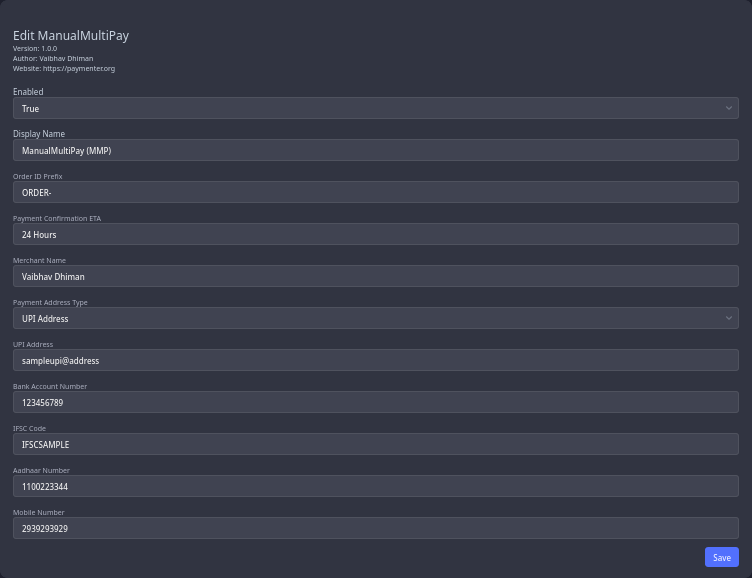 Edit ManualMultiPay
Version: 1.0.0
Author: Vaibhav Dhiman
Website: https://paymenter.org
Enabled
True
Display Name
ManualMultiPay (MMP)
Order ID Prefix
ORDER-
Payment Confirmation ETA
24 Hours
Merchant Name
Vaibhav Dhiman
Payment Address Type
UPI Address
UPI Address
sampleupi@address
Bank Account Number
123456789
IFSC Code
IFSCSAMPLE
Aadhaar Number
1100223344
Mobile Number
2939293929
Save